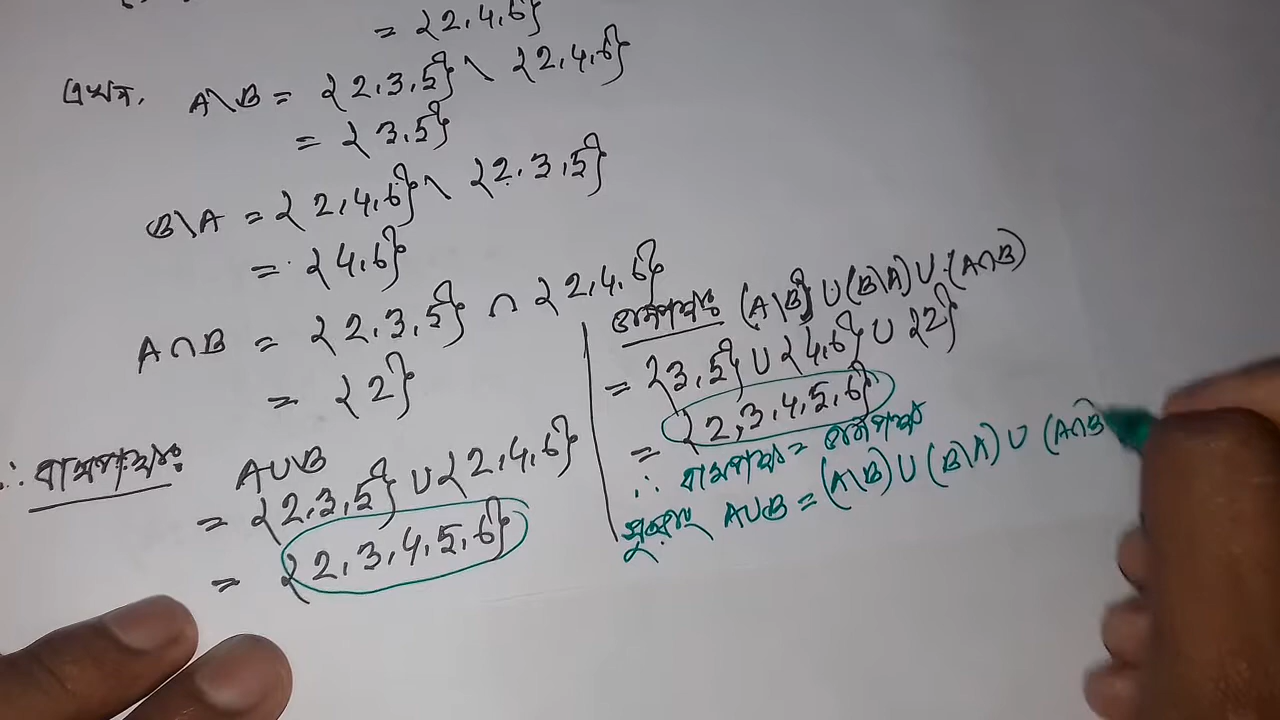 = {2,4,6}
এখন, A\B = {2,3,5} \ {2,4,6}
= {3,5}
B\A = {2,4,6} \ {2,3,5}
= {4,6}
A∩B = {2,3,5} ∩ {2,4,6}
= {2}
∴ বামপক্ষঃ A∪B
= {2,3,5} ∪ {2,4,6}
= {2,3,4,5,6}
ডানপক্ষঃ (A\B) ∪ (B\A) ∪ (A∩B)
= {3,5} ∪ {4,6} ∪ {2}
= {2,3,4,5,6}
∴ বামপক্ষ = ডানপক্ষ
সুতরাং A∪B = (A\B) ∪ (B\A) ∪ (A∩B